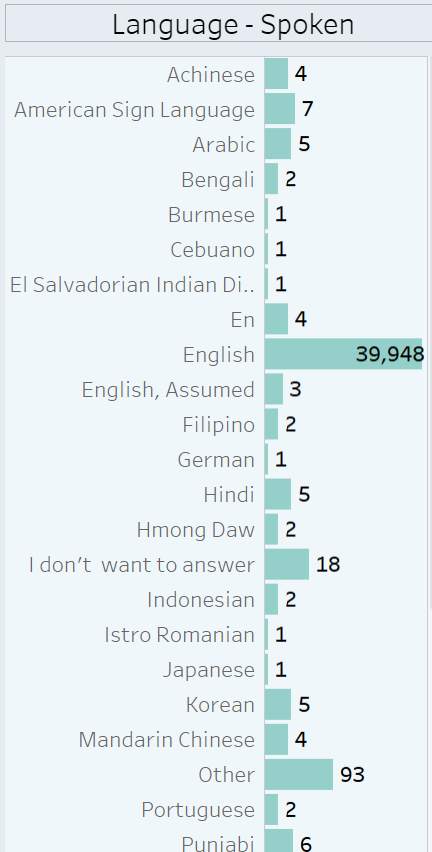 Language - Spoken
Achinese 4
American Sign Language 7
Arabic 5
Bengali 2
Burmese 1
Cebuano 1
El Salvadorian Indian Di.. 1
En 4
English 39,948
English, Assumed 3
Filipino 2
German 1
Hindi 5
Hmong Daw 2
I don’t  want to answer 18
Indonesian 2
Istro Romanian 1
Japanese 1
Korean 5
Mandarin Chinese 4
Other 93
Portuguese 2
Punjabi 6